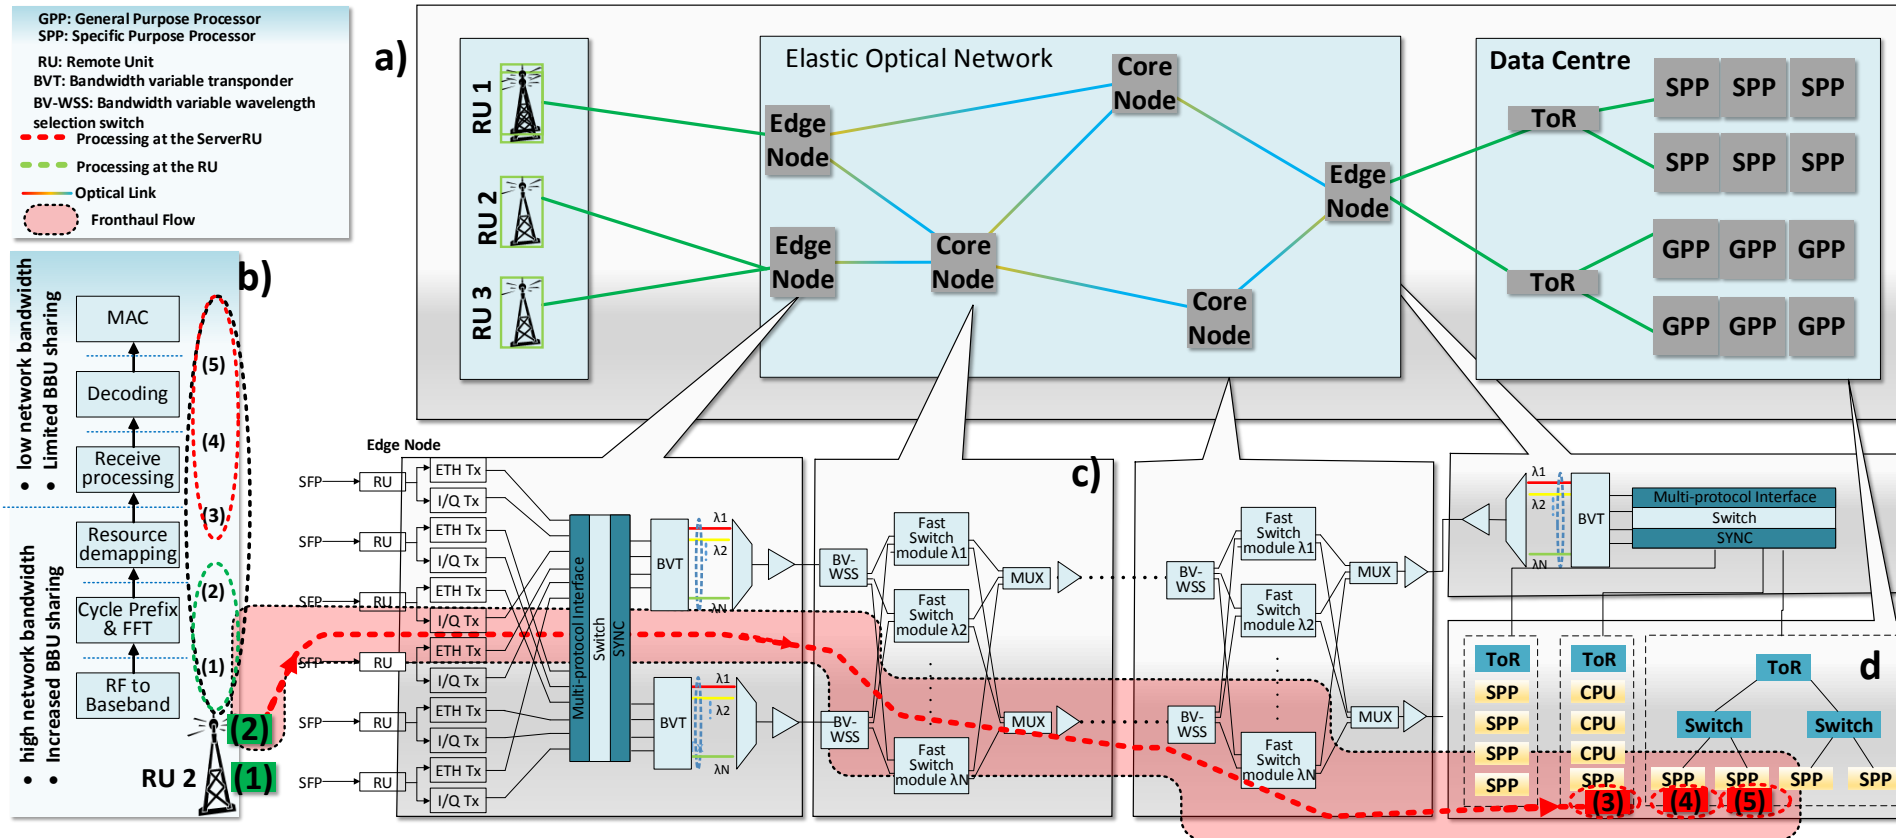 GPP: General Purpose Processor
SPP: Specific Purpose Processor
RU: Remote Unit
BVT: Bandwidth variable transponder
BV-WSS: Bandwidth variable wavelength
selection switch
Processing at the ServerRU
Processing at the RU
Optical Link
Fronthaul Flow
a)
RU 1
RU 2
RU 3
Elastic Optical Network
Edge
Node
Edge
Node
Core
Node
Core
Node
Core
Node
Edge
Node
Data Centre
ToR
ToR
SPP SPP SPP
SPP SPP SPP
GPP GPP GPP
GPP GPP GPP
b)
• high network bandwidth
• Increased BBU sharing
• low network bandwidth
• Limited BBU sharing
MAC
(5)
Decoding
(4)
Receive
processing
(3)
Resource
demapping
(2)
Cycle Prefix
& FFT
(1)
RF to
Baseband
(2)
RU 2
(1)
c)
Edge Node
SFP RU ETH Tx
I/Q Tx
SFP RU ETH Tx
I/Q Tx
SFP RU ETH Tx
I/Q Tx
SFP RU ETH Tx
I/Q Tx
SFP RU ETH Tx
I/Q Tx
SFP RU ETH Tx
I/Q Tx
Multi-protocol Interface
Switch
SYNC
BVT
λ1
λ2
λN
BVT
λ1
λ2
λN
BV-
WSS
BV-
WSS
Fast
Switch
module λ1
Fast
Switch
module λ2
Fast
Switch
module λN
MUX
MUX
BV-
WSS
BV-
WSS
Fast
Switch
module λ1
Fast
Switch
module λ2
Fast
Switch
module λN
MUX
MUX
λ1
λ2
λN
BVT
Multi-protocol Interface
Switch
SYNC
d
ToR
SPP
SPP
SPP
SPP
ToR
CPU
CPU
CPU
SPP
(3)
ToR
Switch Switch
SPP SPP SPP SPP
(4) (5)